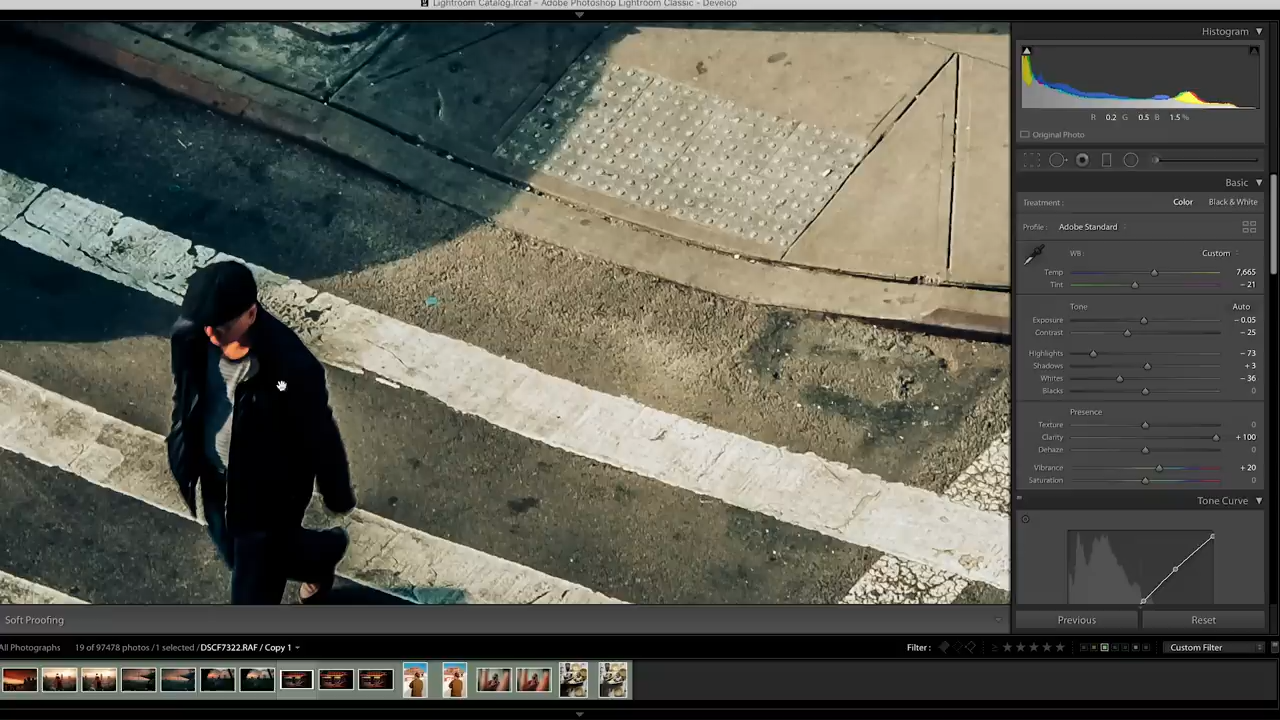 Lightroom Catalog.lrcat - Adobe Photoshop Lightroom Classic - Develop
Histogram
R 0.2 G 0.5 B 1.5 %
Original Photo
Basic
Treatment : Color Black & White
Profile : Adobe Standard
WB : Custom
Temp 7,665
Tint − 21
Tone Auto
Exposure − 0.05
Contrast − 25
Highlights − 73
Shadows + 3
Whites − 36
Blacks 0
Presence
Texture 0
Clarity + 100
Dehaze 0
Vibrance + 20
Saturation 0
Tone Curve
Soft Proofing
Previous Reset
All Photographs 19 of 97478 photos / 1 selected / DSCF7322.RAF / Copy 1
Filter : Custom Filter